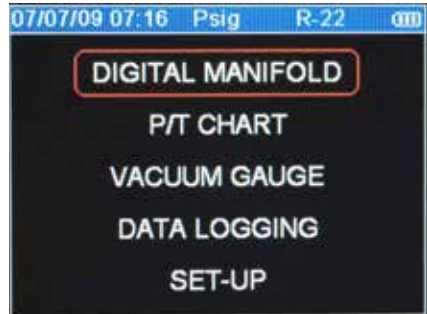 07/07/09 07:16 Psig R-22
DIGITAL MANIFOLD
P/T CHART
VACUUM GAUGE
DATA LOGGING
SET-UP